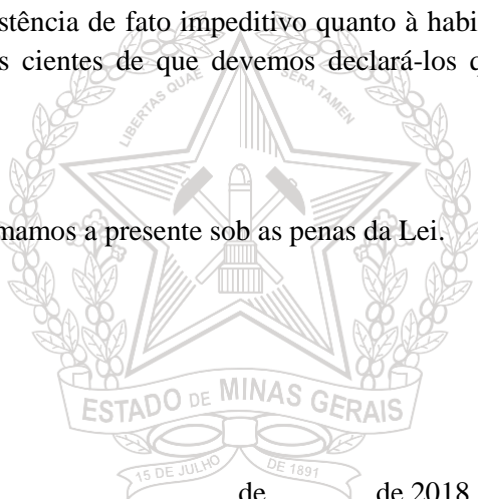 stência de fato impeditivo quanto à habi
s cientes de que devemos declará-los q
LIBERTAS QUAE SERA TAMEN
mamos a presente sob as penas da Lei.
ESTADO DE MINAS GERAIS
15 DE JULHO DE 1891
de de 2018